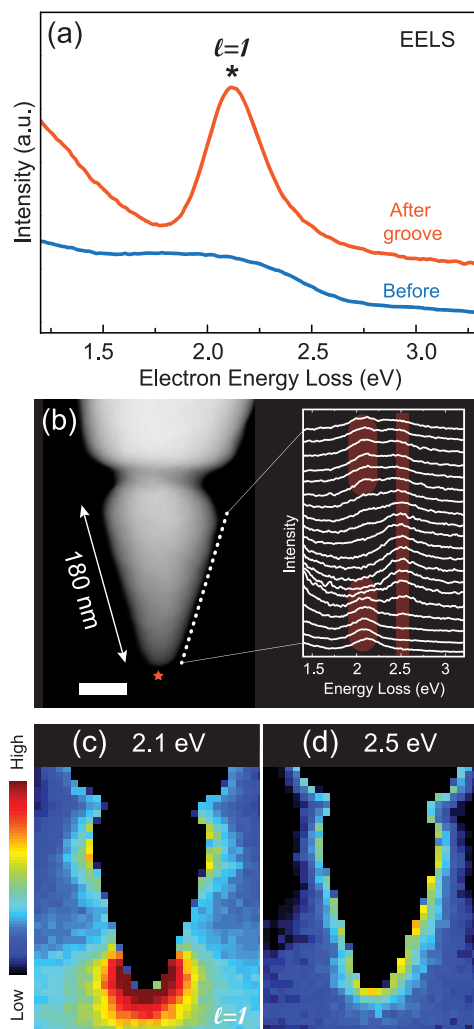 (a)
ℓ=1
*
EELS
Intensity (a.u.)
After
groove
Before
1.5
2.0
2.5
3.0
Electron Energy Loss (eV)
(b)
180 nm
Intensity
1.5
2
2.5
3
Energy Loss (eV)
High
Low
(c)
2.1 eV
ℓ=1
(d)
2.5 eV